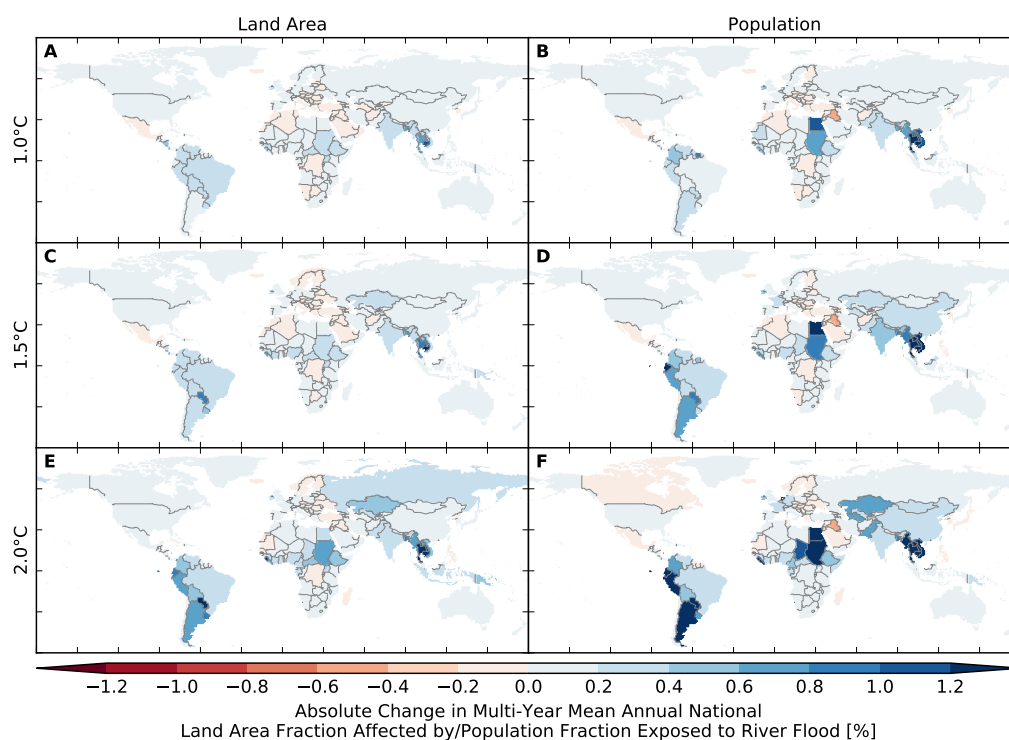 Land Area
Population
A
B
1.0°C
C
D
1.5°C
E
F
2.0°C
−1.2 −1.0 −0.8 −0.6 −0.4 −0.2 0.0 0.2 0.4 0.6 0.8 1.0 1.2
Absolute Change in Multi-Year Mean Annual National
Land Area Fraction Affected by/Population Fraction Exposed to River Flood [%]